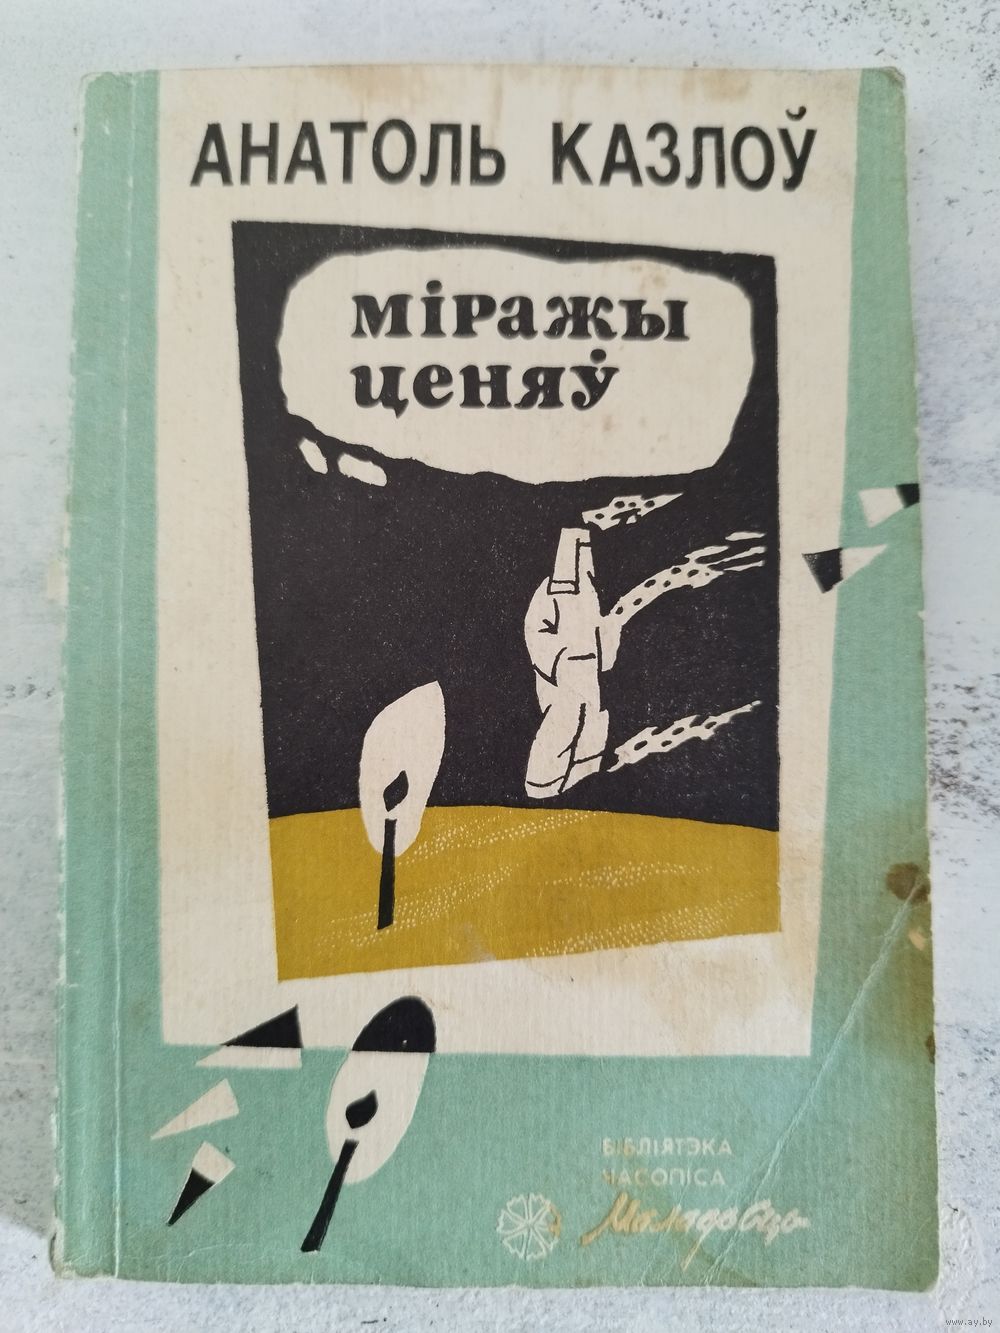 АНАТОЛЬ КАЗЛОЎ
міражы
ценяў
БІБЛІЯТЭКА
ЧАСОПІСА
Маладосць
www.ay.by